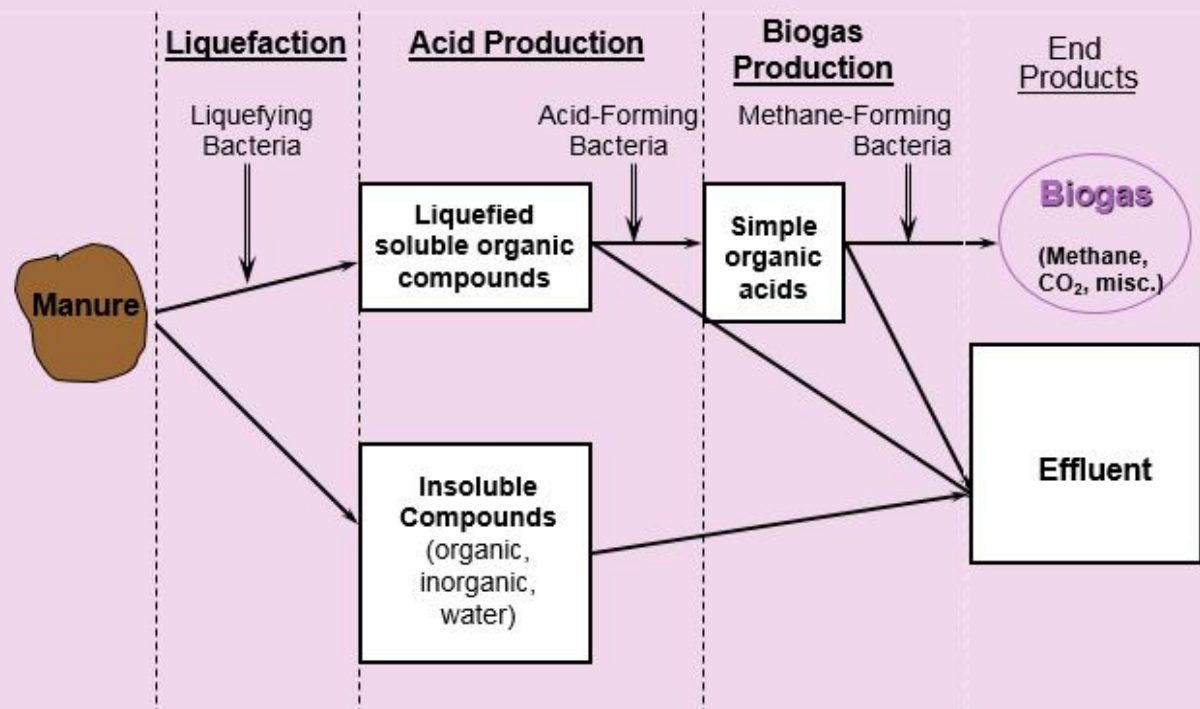 Liquefaction
Acid Production
Biogas
Production
End
Products
Liquefying
Bacteria
Acid-Forming
Bacteria
Methane-Forming
Bacteria
Manure
Liquefied
soluble organic
compounds
Simple
organic
acids
Biogas
(Methane,
CO₂, misc.)
Insoluble
Compounds
(organic,
inorganic,
water)
Effluent